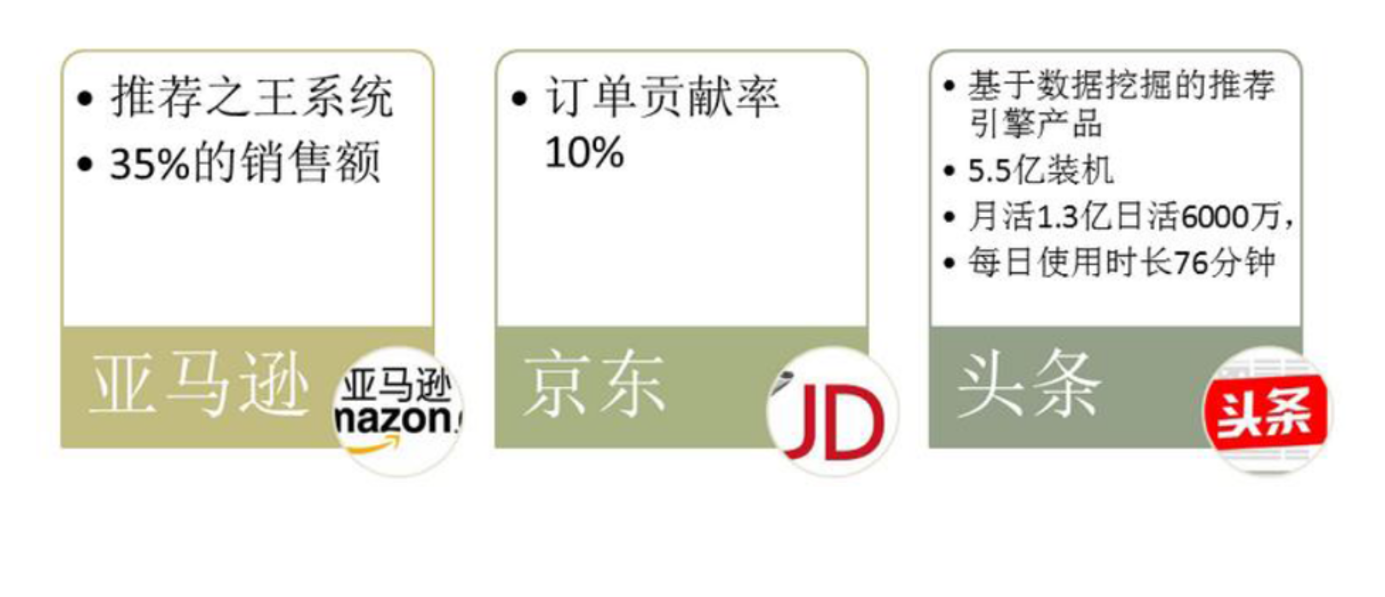 • 推荐之王系统
• 35%的销售额
亚马逊
亚马逊
mazon.
• 订单贡献率
10%
京东
JD
• 基于数据挖掘的推荐
引擎产品
• 5.5亿装机
• 月活1.3亿日活6000万，
• 每日使用时长76分钟
头条
头条